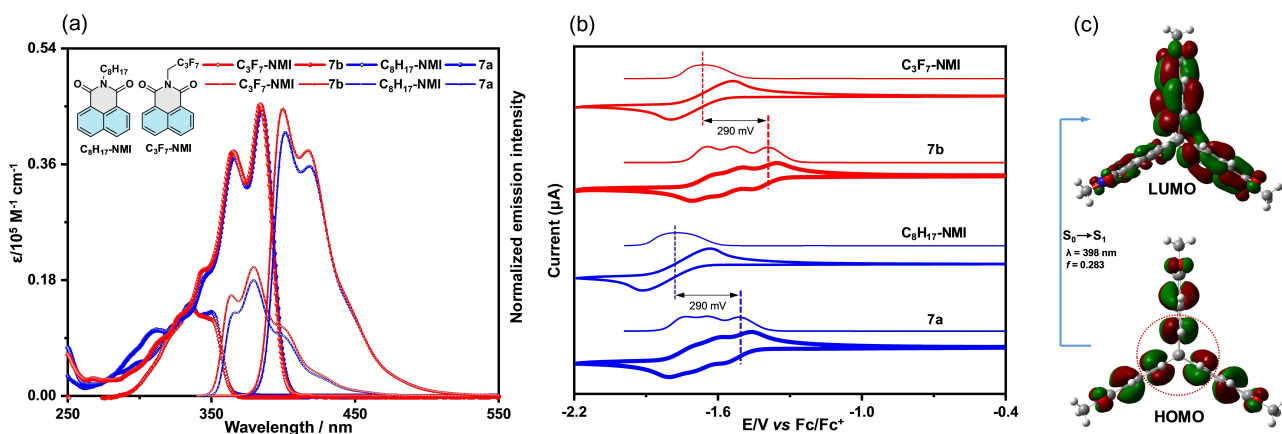 (a)
0.54
0.36
0.18
0.00
ε/10⁵ M⁻¹ cm⁻¹
250
350
450
550
Wavelength / nm
Normalized emission intensity
C₃F₇-NMI 7b C₈H₁₇-NMI 7a
C₃F₇-NMI 7b C₈H₁₇-NMI 7a
C₈H₁₇
O N O
C₈H₁₇-NMI
C₃F₇
O N O
C₃F₇-NMI
(b)
Current (µA)
C₃F₇-NMI
290 mV
7b
C₈H₁₇-NMI
290 mV
7a
-2.2
-1.6
-1.0
-0.4
E/V vs Fc/Fc⁺
(c)
LUMO
S₀→S₁
λ = 398 nm
f = 0.283
HOMO